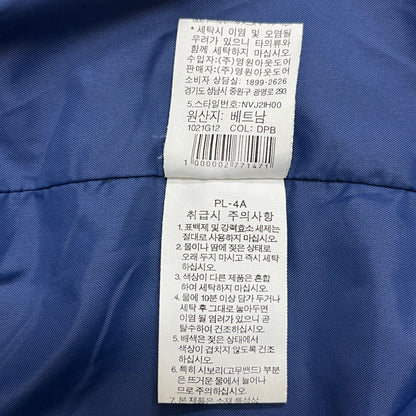 * 세탁시 이염 및 오염될
우려가 있으니 타의류와
함께 세탁하지 마십시오.
수입자:(주)영원아웃도어
판매자:(주)영원아웃도어
소비자 상담실: 1899-2626
경기도 성남시 중원구 광명로 293
5.스타일번호:NVJ2IH00
원산지: 베트남
1021G12 COL: DPB
1000002771471
PL-4A
취급시 주의사항
1. 표백제 및 강력효소 세제는
절대로 사용하지 마십시오.
2. 물이나 땀에 젖은 상태로
오래 두지 마시고 즉시 세탁
하십시오.
3. 색상이 다른 제품은 혼합
하여 세탁하지 마십시오.
4. 물에 10분 이상 담가 두거나
세탁 후 그대로 놓아두면
이염 될 염려가 있으니 곧
탈수하여 건조하십시오.
5. 배색은 젖은 상태에서
색상이 겹치지 않도록 건조
하십시오.
6. 특히 시보리(고무밴드) 부분
은 뜨거운 물에서 늘어나
므로 주의 하십시오.
7. 본 제품은 소재 특성상